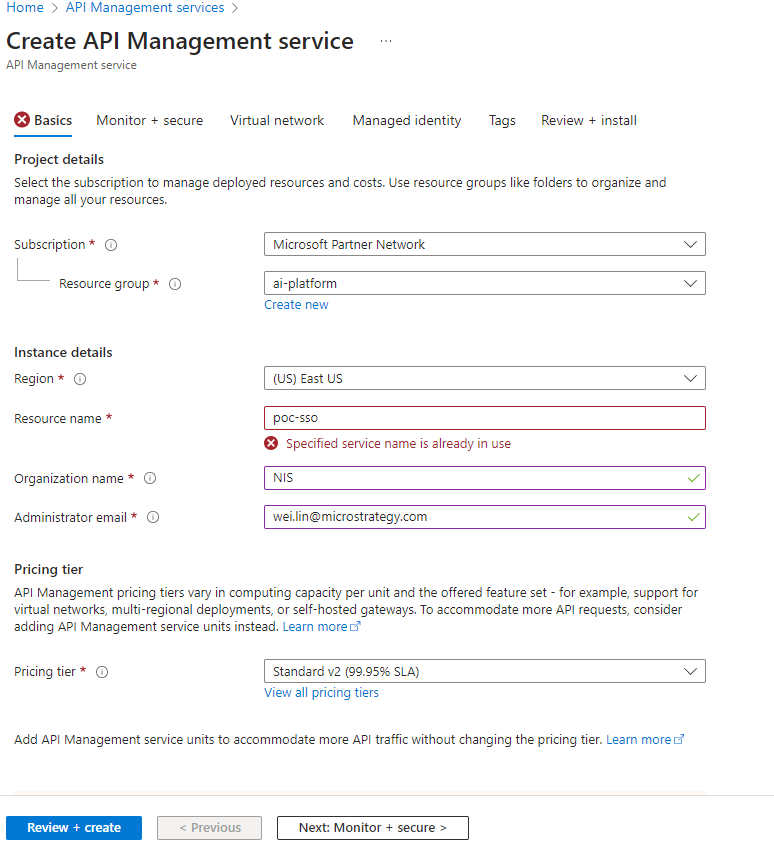 Home > API Management services >
Create API Management service ...
API Management service
Basics Monitor + secure Virtual network Managed identity Tags Review + install
Project details
Select the subscription to manage deployed resources and costs. Use resource groups like folders to organize and
manage all your resources.
Subscription * Microsoft Partner Network
Resource group * ai-platform
Create new
Instance details
Region * (US) East US
Resource name * poc-sso
Specified service name is already in use
Organization name * NIS
Administrator email * wei.lin@microstrategy.com
Pricing tier
API Management pricing tiers vary in computing capacity per unit and the offered feature set - for example, support for
virtual networks, multi-regional deployments, or self-hosted gateways. To accommodate more API requests, consider
adding API Management service units instead. Learn more
Pricing tier * Standard v2 (99.95% SLA)
View all pricing tiers
Add API Management service units to accommodate more API traffic without changing the pricing tier. Learn more
Review + create < Previous Next: Monitor + secure >